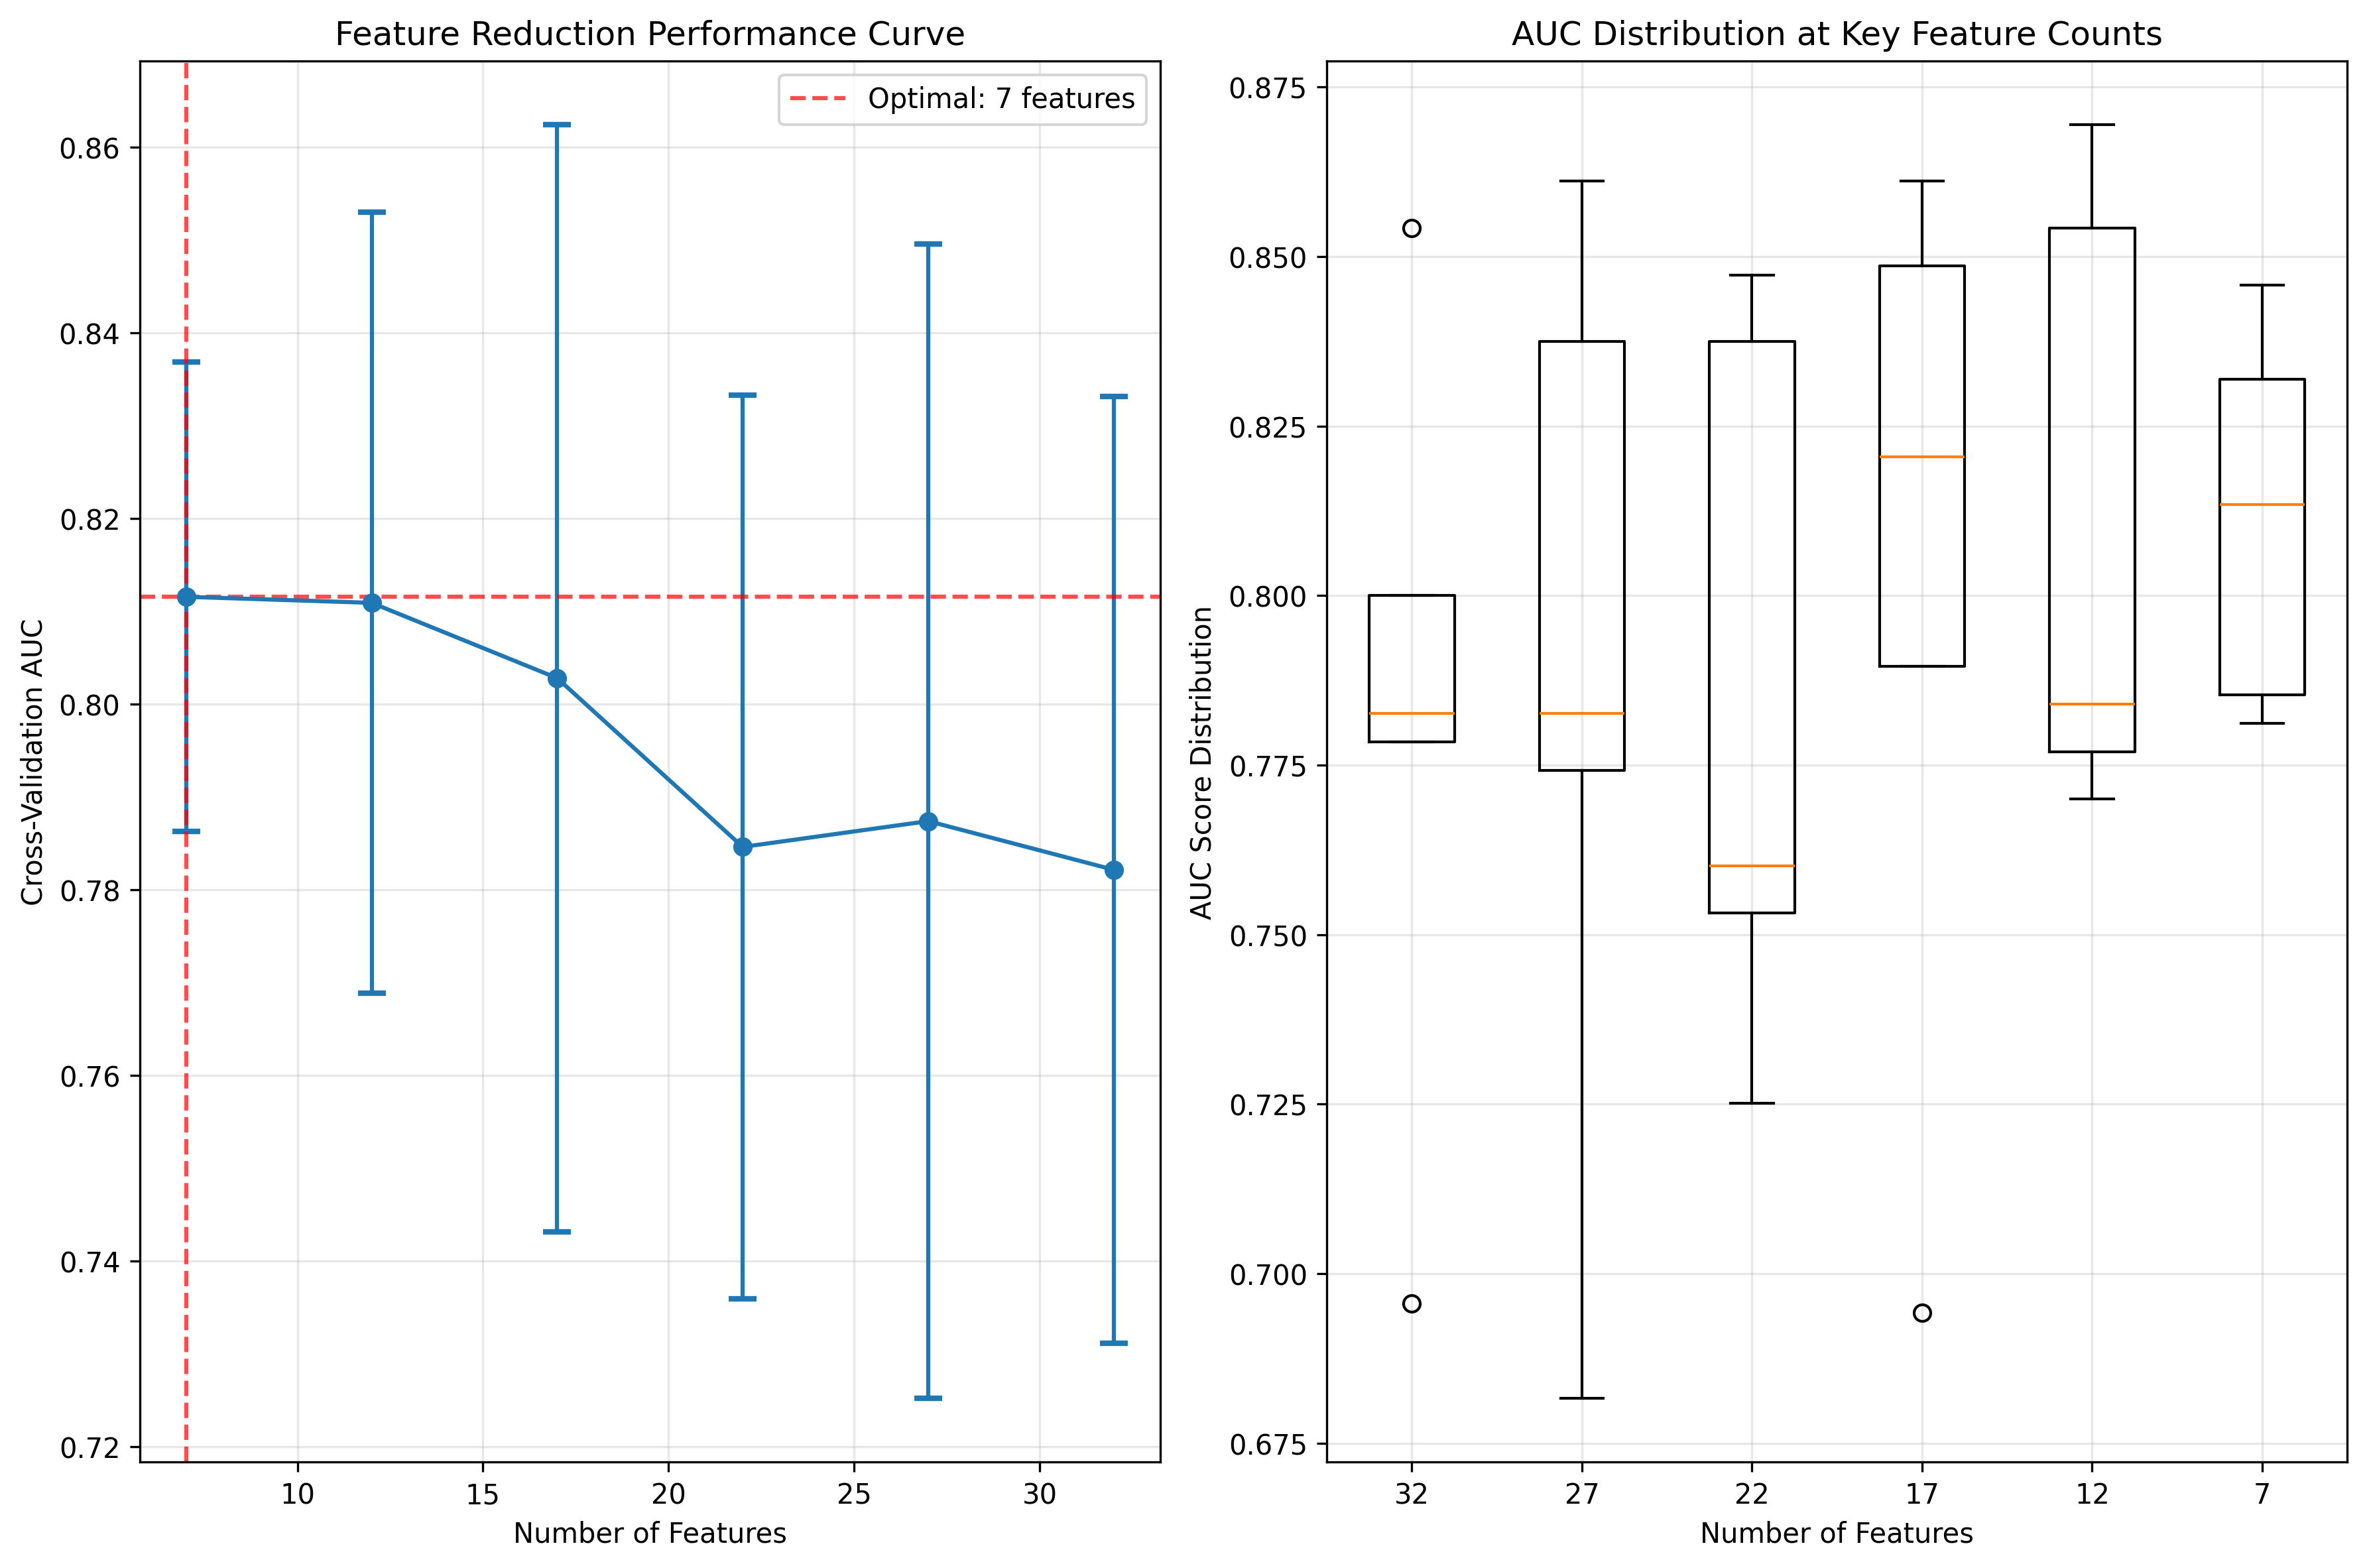 Feature Reduction Performance Curve
Optimal: 7 features
0.86
0.84
0.82
0.80
0.78
0.76
0.74
0.72
Cross-Validation AUC
10 15 20 25 30
Number of Features
AUC Distribution at Key Feature Counts
0.875
0.850
0.825
0.800
0.775
0.750
0.725
0.700
0.675
AUC Score Distribution
32 27 22 17 12 7
Number of Features